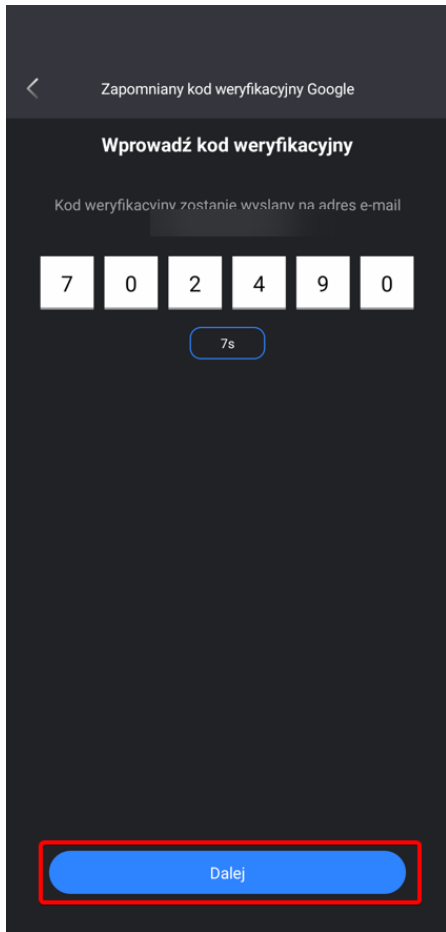 Zapomniany kod weryfikacyjny Google
Wprowadź kod weryfikacyjny
Kod weryfikacyjny zostanie wysłany na adres e-mail
7 0 2 4 9 0
7s
Dalej